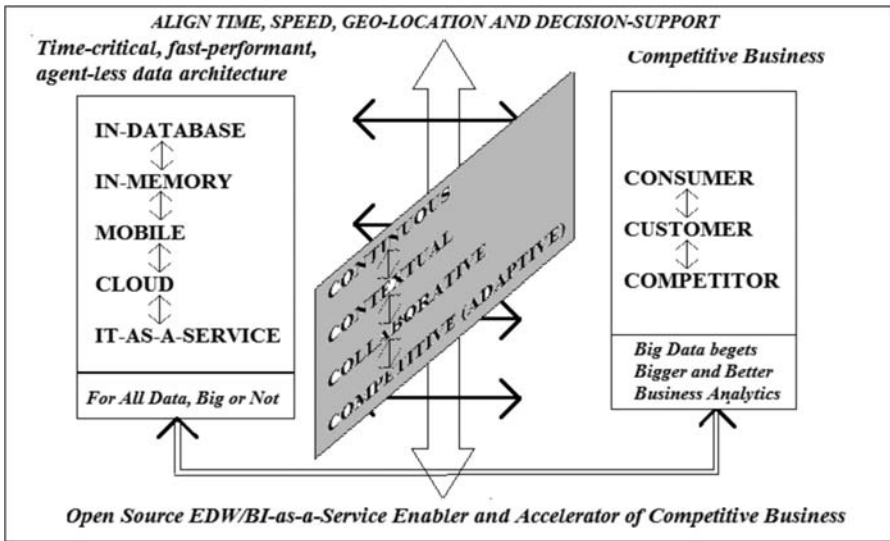 ALIGN TIME, SPEED, GEO-LOCATION AND DECISION-SUPPORT
Time-critical, fast-performant,
agent-less data architecture
IN-DATABASE
IN-MEMORY
MOBILE
CLOUD
IT-AS-A-SERVICE
For All Data, Big or Not
CONTINUOUS
CONTEXTUAL
COLLABORATIVE
COMPETITIVE (ADAPTIVE)
Competitive Business
CONSUMER
CUSTOMER
COMPETITOR
Big Data begets
Bigger and Better
Business Analytics
Open Source EDW/BI-as-a-Service Enabler and Accelerator of Competitive Business